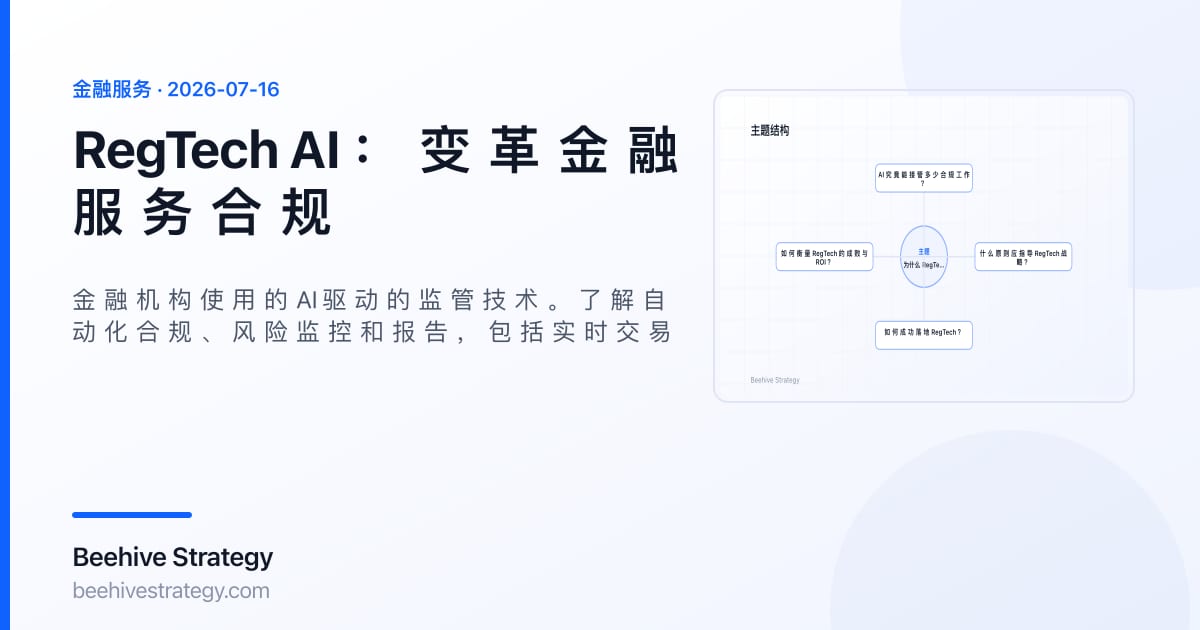 金融服务 · 2026-07-16
RegTech AI： 变革金融
服务合规
金融机构使用的AI驱动的监管技术。了解自
动化合规、风险监控和报告，包括实时交易
主题结构
AI究竟能接管多少合规工作
？
如何衡量RegTech的成败与
ROI？
主题
为什么 RegTe...
什么原则应指导RegTech战
略？
如何成功落地RegTech？
Beehive Strategy
Beehive Strategy
beehivestrategy.com